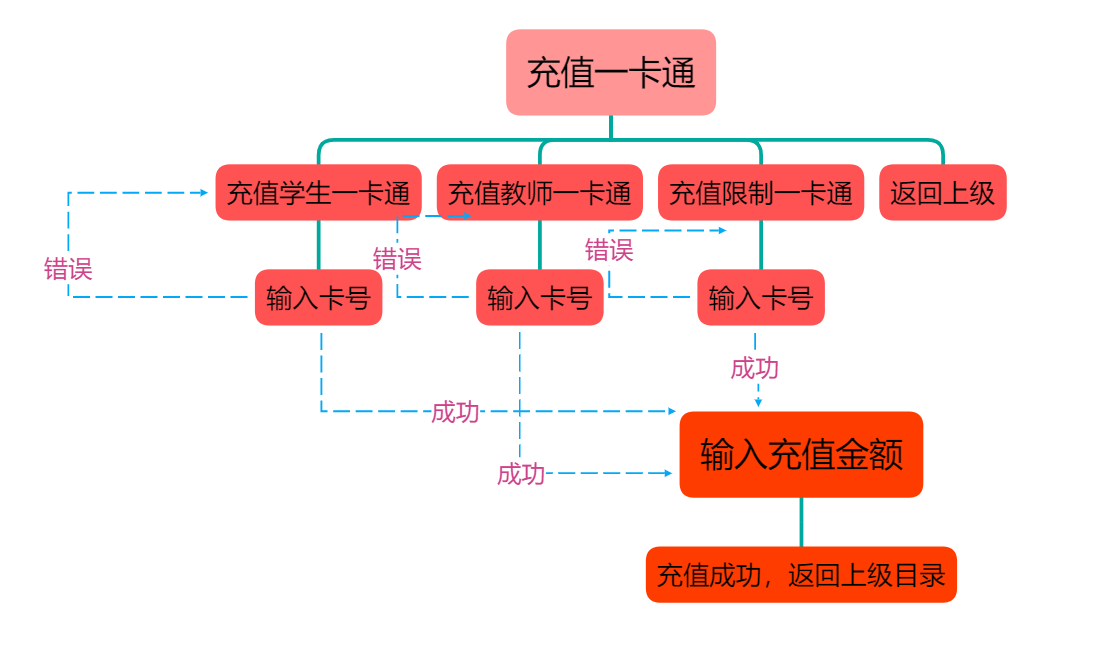 充值一卡通
充值学生一卡通
充值教师一卡通
充值限制一卡通
返回上级
错误
错误
错误
输入卡号
输入卡号
输入卡号
成功
成功
成功
输入充值金额
充值成功，返回上级目录